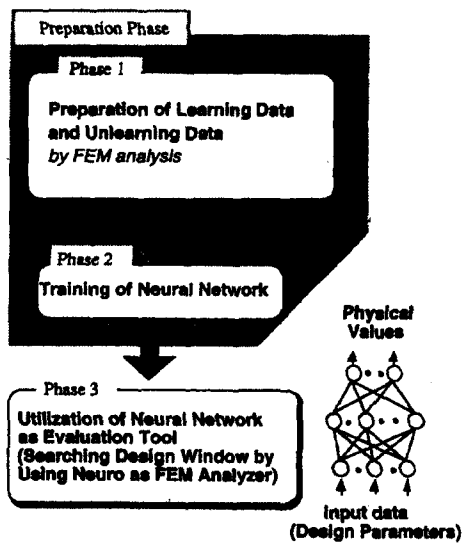 Preparation Phase
Phase 1
Preparation of Learning Data
and Unlearning Data
by FEM analysis
Phase 2
Training of Neural Network
Phase 3
Utilization of Neural Network
as Evaluation Tool
(Searching Design Window by
Using Neuro as FEM Analyzer)
Physical
Values
Input data
(Design Parameters)